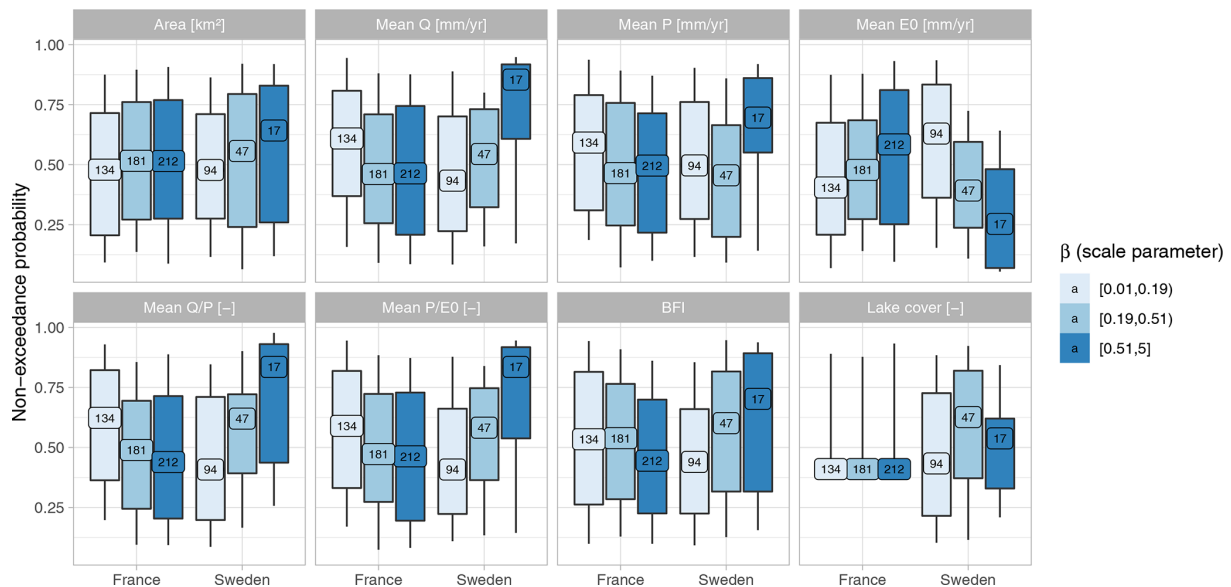 Area [km²] Mean Q [mm/yr] Mean P [mm/yr] Mean E0 [mm/yr]
1.00
0.75
0.50
0.25
134 181 212 94 47 17
134 181 212 94 47 17
134 181 212 94 47 17
134 181 212 94 47 17
Non-exceedance probability
Mean Q/P [-] Mean P/E0 [-] BFI Lake cover [-]
1.00
0.75
0.50
0.25
134 181 212 94 47 17
134 181 212 94 47 17
134 181 212 94 47 17
134 181 212 94 47 17
France Sweden France Sweden France Sweden France Sweden
β (scale parameter)
a [0.01,0.19)
a [0.19,0.51)
a [0.51,5]